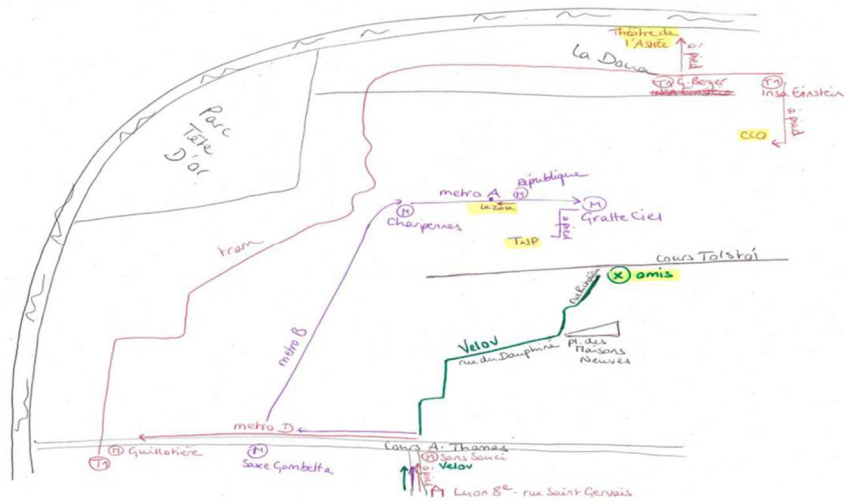 Théâtre de
l'Astrée
à pied
La Doua
T1 G. Berger
T1
Insa Einstein
Insa Einstein
à pied
CCO
Parc
Tête
D'or
République
metro A
M
M
M
Charpennes
Gratte Ciel
à pied
TNP
tram
Cours Tolstoï
x amis
metro B
Velov
rue du Dauphiné
Pl. des
Maisons
Neuves
metro D
Cours A. Thomas
M Guillotière
T1
M
Saxe Gambetta
M Sans Souci
à pied
Velov
Lyon 8e - rue Saint Gervais